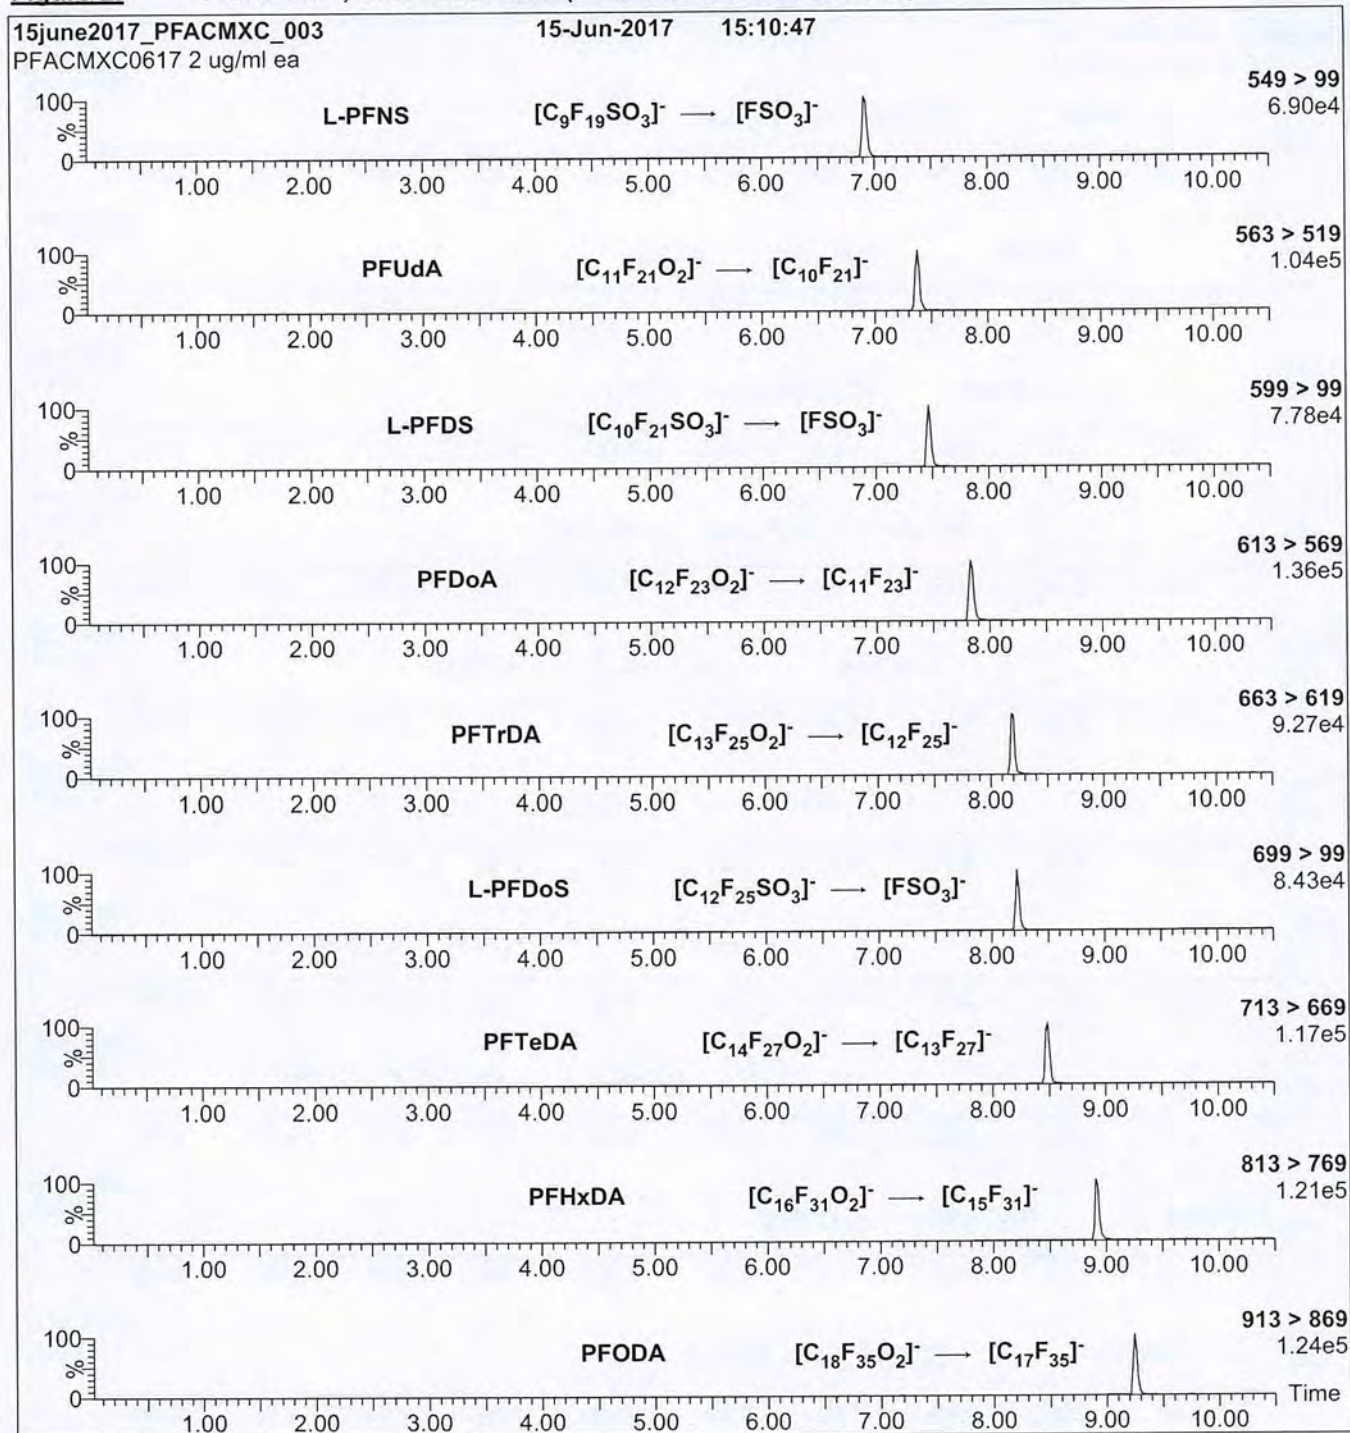 15june2017_PFACMXC_003 15-Jun-2017 15:10:47
PFACMXC0617 2 ug/ml ea
549 > 99
6.90e4
100
%
0
L-PFNS [C₉F₁₉SO₃]⁻ → [FSO₃]⁻
1.00 2.00 3.00 4.00 5.00 6.00 7.00 8.00 9.00 10.00
563 > 519
1.04e5
100
%
0
PFUdA [C₁₁F₂₁O₂]⁻ → [C₁₀F₂₁]⁻
1.00 2.00 3.00 4.00 5.00 6.00 7.00 8.00 9.00 10.00
599 > 99
7.78e4
100
%
0
L-PFDS [C₁₀F₂₁SO₃]⁻ → [FSO₃]⁻
1.00 2.00 3.00 4.00 5.00 6.00 7.00 8.00 9.00 10.00
613 > 569
1.36e5
100
%
0
PFDoA [C₁₂F₂₃O₂]⁻ → [C₁₁F₂₃]⁻
1.00 2.00 3.00 4.00 5.00 6.00 7.00 8.00 9.00 10.00
663 > 619
9.27e4
100
%
0
PFTrDA [C₁₃F₂₅O₂]⁻ → [C₁₂F₂₅]⁻
1.00 2.00 3.00 4.00 5.00 6.00 7.00 8.00 9.00 10.00
699 > 99
8.43e4
100
%
0
L-PFDoS [C₁₂F₂₅SO₃]⁻ → [FSO₃]⁻
1.00 2.00 3.00 4.00 5.00 6.00 7.00 8.00 9.00 10.00
713 > 669
1.17e5
100
%
0
PFTeDA [C₁₄F₂₇O₂]⁻ → [C₁₃F₂₇]⁻
1.00 2.00 3.00 4.00 5.00 6.00 7.00 8.00 9.00 10.00
813 > 769
1.21e5
100
%
0
PFHxDA [C₁₆F₃₁O₂]⁻ → [C₁₅F₃₁]⁻
1.00 2.00 3.00 4.00 5.00 6.00 7.00 8.00 9.00 10.00
913 > 869
1.24e5
100
%
0
PFODA [C₁₈F₃₅O₂]⁻ → [C₁₇F₃₅]⁻
Time
1.00 2.00 3.00 4.00 5.00 6.00 7.00 8.00 9.00 10.00